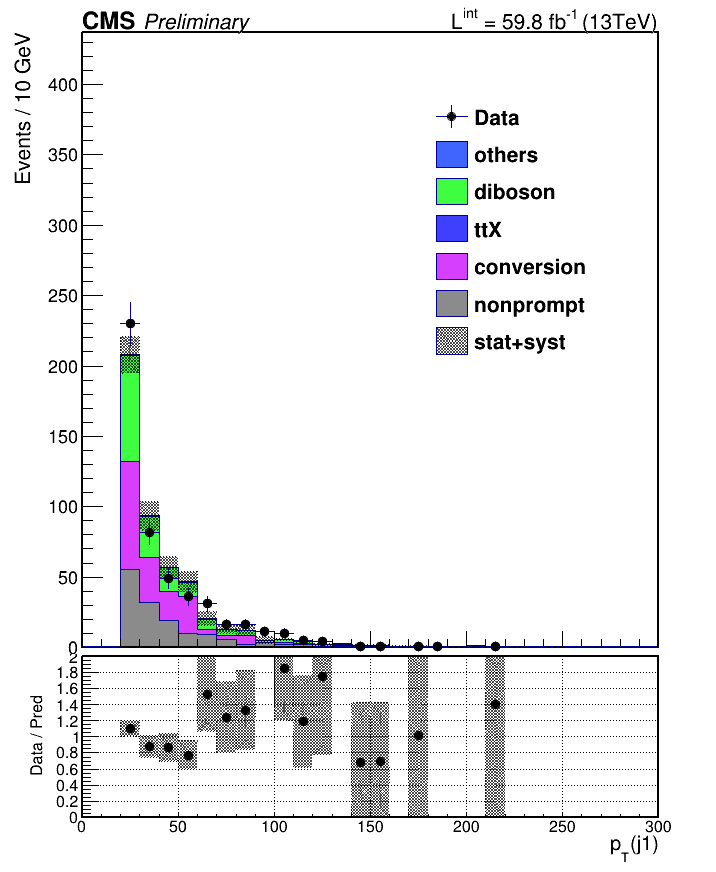 CMS Preliminary L^int = 59.8 fb^-1 (13TeV)
Events / 10 GeV
400
350
300
250
200
150
100
50
0
Data
others
diboson
ttX
conversion
nonprompt
stat+syst
Data / Pred
2
1.8
1.6
1.4
1.2
1
0.8
0.6
0.4
0.2
0
0 50 100 150 200 250 300
p_T(j1)